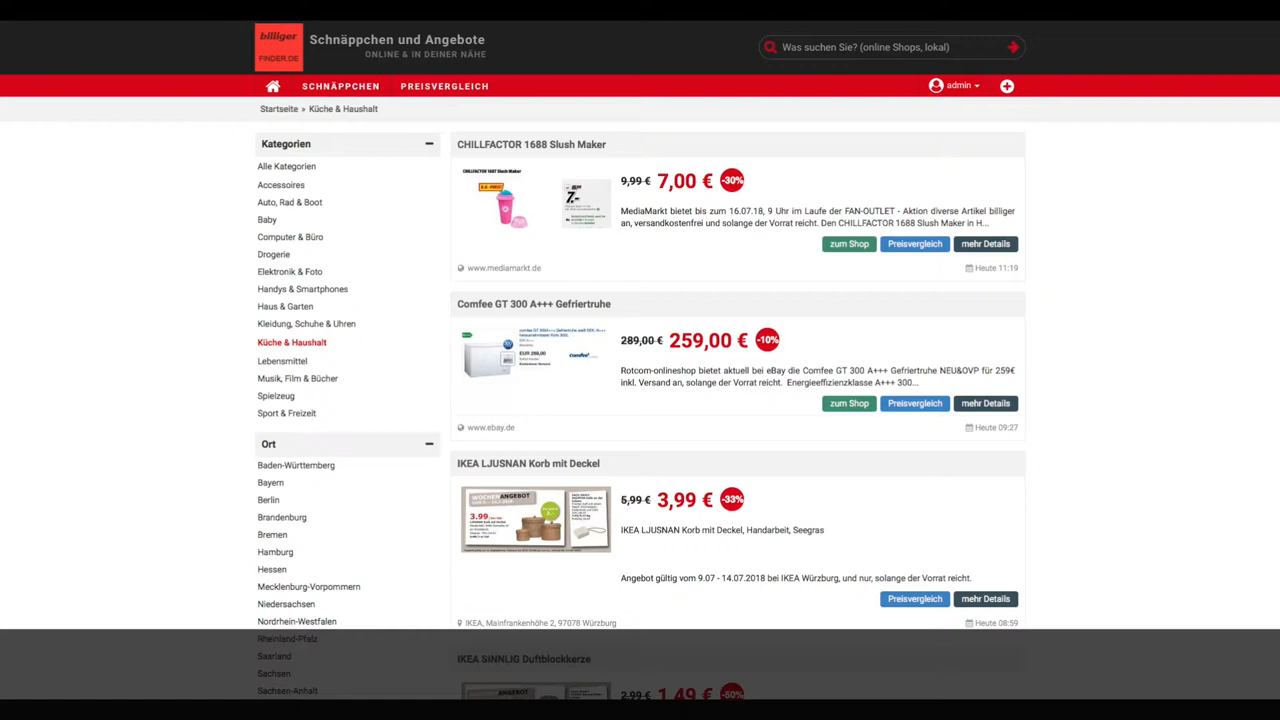 billiger
FINDER.DE
Schnäppchen und Angebote
ONLINE & IN DEINER NÄHE
Was suchen Sie? (online Shops, lokal)
SCHNÄPPCHEN
PREISVERGLEICH
admin
Startseite » Küche & Haushalt
Kategorien
Alle Kategorien
Accessoires
Auto, Rad & Boot
Baby
Computer & Büro
Drogerie
Elektronik & Foto
Handys & Smartphones
Haus & Garten
Kleidung, Schuhe & Uhren
Küche & Haushalt
Lebensmittel
Musik, Film & Bücher
Spielzeug
Sport & Freizeit
Ort
Baden-Württemberg
Bayern
Berlin
Brandenburg
Bremen
Hamburg
Hessen
Mecklenburg-Vorpommern
Niedersachsen
Nordrhein-Westfalen
Rheinland-Pfalz
Saarland
Sachsen
Sachsen-Anhalt
CHILLFACTOR 1688 Slush Maker
9,99 € 7,00 € -30%
MediaMarkt bietet bis zum 16.07.18, 9 Uhr im Laufe der FAN-OUTLET - Aktion diverse Artikel billiger
an, versandkostenfrei und solange der Vorrat reicht. Den CHILLFACTOR 1688 Slush Maker in H...
zum Shop
Preisvergleich
mehr Details
www.mediamarkt.de
Heute 11:19
Comfee GT 300 A+++ Gefriertruhe
289,00 € 259,00 € -10%
Rotcom-onlineshop bietet aktuell bei eBay die Comfee GT 300 A+++ Gefriertruhe NEU&OVP für 259€
inkl. Versand an, solange der Vorrat reicht. Energieeffizienzklasse A+++ 300...
zum Shop
Preisvergleich
mehr Details
www.ebay.de
Heute 09:27
IKEA LJUSNAN Korb mit Deckel
WOCHENANGEBOT
3.99
5,99 € 3,99 € -33%
IKEA LJUSNAN Korb mit Deckel, Handarbeit, Seegras
Angebot gültig vom 9.07 - 14.07.2018 bei IKEA Würzburg, und nur, solange der Vorrat reicht.
Preisvergleich
mehr Details
IKEA, Mainfrankenhöhe 2, 97078 Würzburg
Heute 08:59
IKEA SINNLIG Duftblockkerze
WOCHENANGEBOT
2,99 € 1,49 € -50%